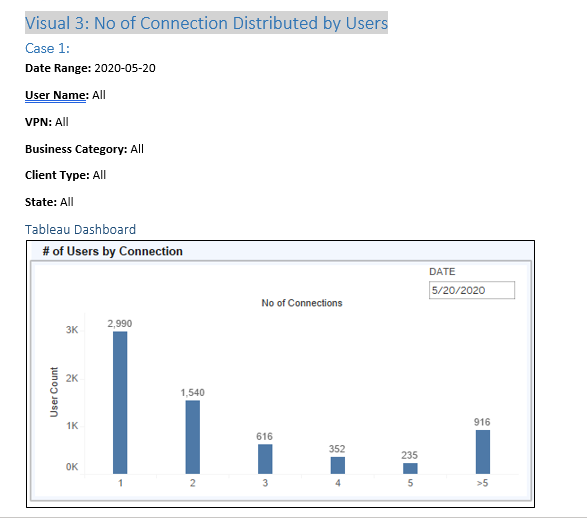 Visual 3: No of Connection Distributed by Users
Case 1:
Date Range: 2020-05-20
User Name: All
VPN: All
Business Category: All
Client Type: All
State: All
Tableau Dashboard
# of Users by Connection
DATE
5/20/2020
No of Connections
User Count
3K
2K
1K
0K
2,990
1,540
616
352
235
916
1 2 3 4 5 >5